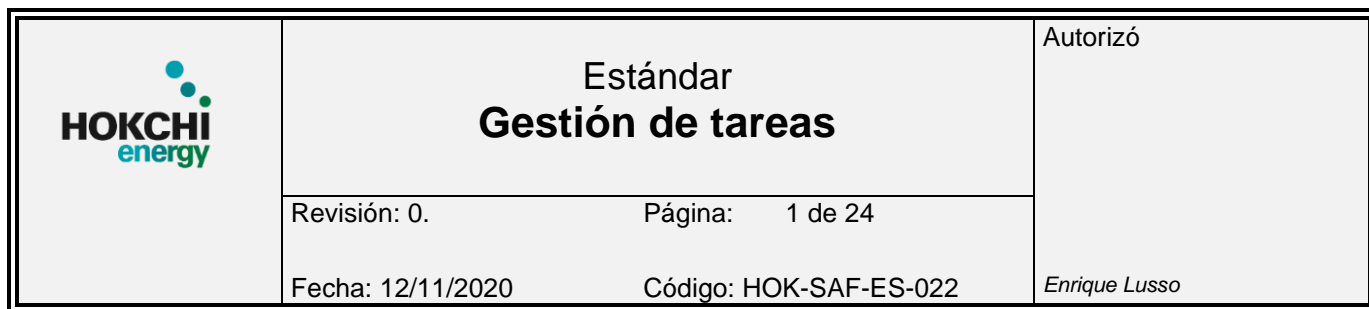 HOKCHI
energy
Estándar
Gestión de tareas
Autorizó
Revisión: 0. Página: 1 de 24
Fecha: 12/11/2020 Código: HOK-SAF-ES-022
Enrique Lusso